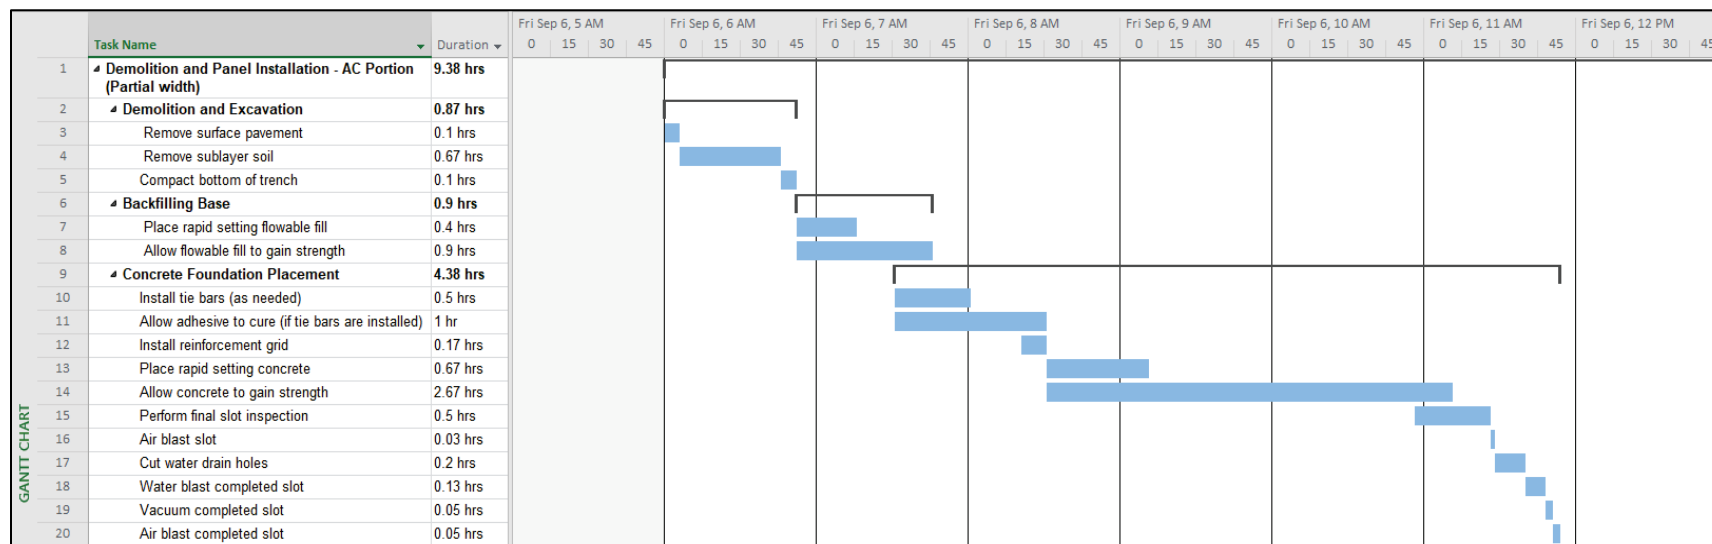 Fri Sep 6, 5 AM Fri Sep 6, 6 AM Fri Sep 6, 7 AM Fri Sep 6, 8 AM Fri Sep 6, 9 AM Fri Sep 6, 10 AM Fri Sep 6, 11 AM Fri Sep 6, 12 PM
Task Name Duration 0 15 30 45 0 15 30 45 0 15 30 45 0 15 30 45 0 15 30 45 0 15 30 45 0 15 30 45 0 15 30 45
1 Demolition and Panel Installation - AC Portion 9.38 hrs
(Partial width)
2 Demolition and Excavation 0.87 hrs
3 Remove surface pavement 0.1 hrs
4 Remove sublayer soil 0.67 hrs
5 Compact bottom of trench 0.1 hrs
6 Backfilling Base 0.9 hrs
7 Place rapid setting flowable fill 0.4 hrs
8 Allow flowable fill to gain strength 0.9 hrs
9 Concrete Foundation Placement 4.38 hrs
10 Install tie bars (as needed) 0.5 hrs
11 Allow adhesive to cure (if tie bars are installed) 1 hr
12 Install reinforcement grid 0.17 hrs
13 Place rapid setting concrete 0.67 hrs
14 Allow concrete to gain strength 2.67 hrs
15 Perform final slot inspection 0.5 hrs
16 Air blast slot 0.03 hrs
17 Cut water drain holes 0.2 hrs
18 Water blast completed slot 0.13 hrs
19 Vacuum completed slot 0.05 hrs
20 Air blast completed slot 0.05 hrs
GANTT CHART